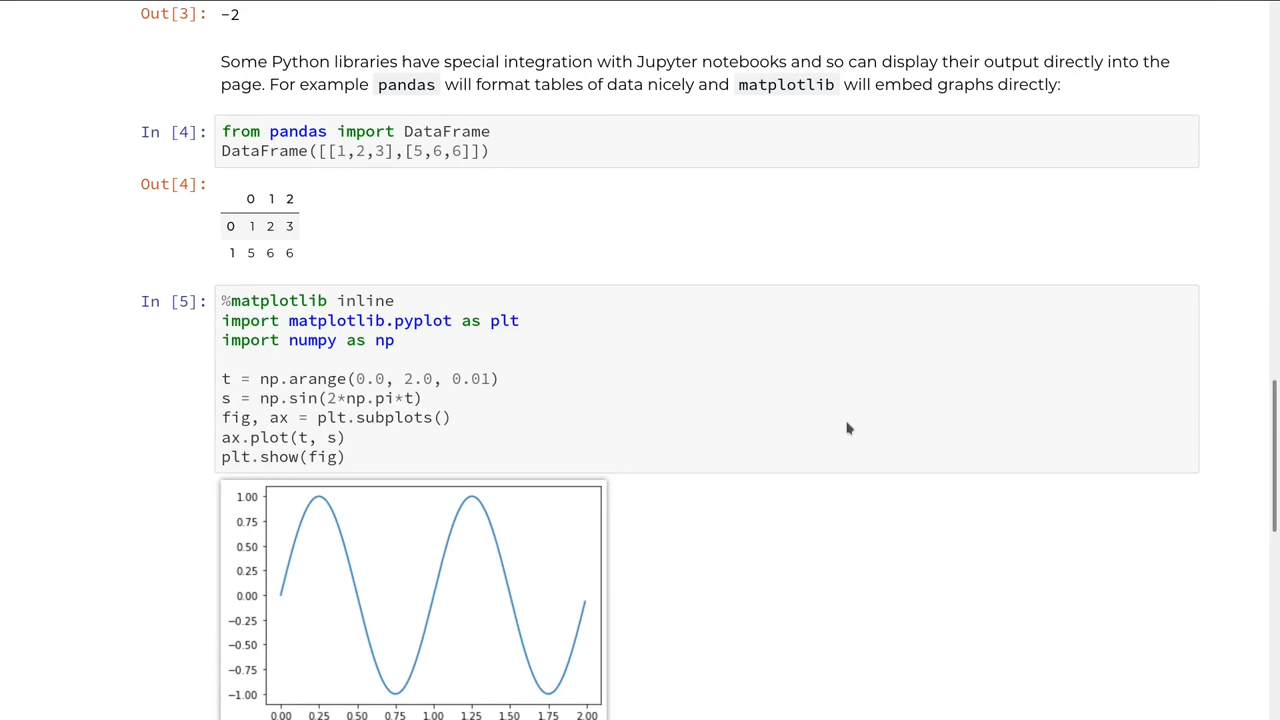 Out[3]: -2
Some Python libraries have special integration with Jupyter notebooks and so can display their output directly into the
page. For example pandas will format tables of data nicely and matplotlib will embed graphs directly:
In [4]: from pandas import DataFrame
DataFrame([[1,2,3],[5,6,6]])
Out[4]:
0 1 2
0 1 2 3
1 5 6 6
In [5]: %matplotlib inline
import matplotlib.pyplot as plt
import numpy as np
t = np.arange(0.0, 2.0, 0.01)
s = np.sin(2*np.pi*t)
fig, ax = plt.subplots()
ax.plot(t, s)
plt.show(fig)
1.00
0.75
0.50
0.25
0.00
−0.25
−0.50
−0.75
−1.00
0.00 0.25 0.50 0.75 1.00 1.25 1.50 1.75 2.00